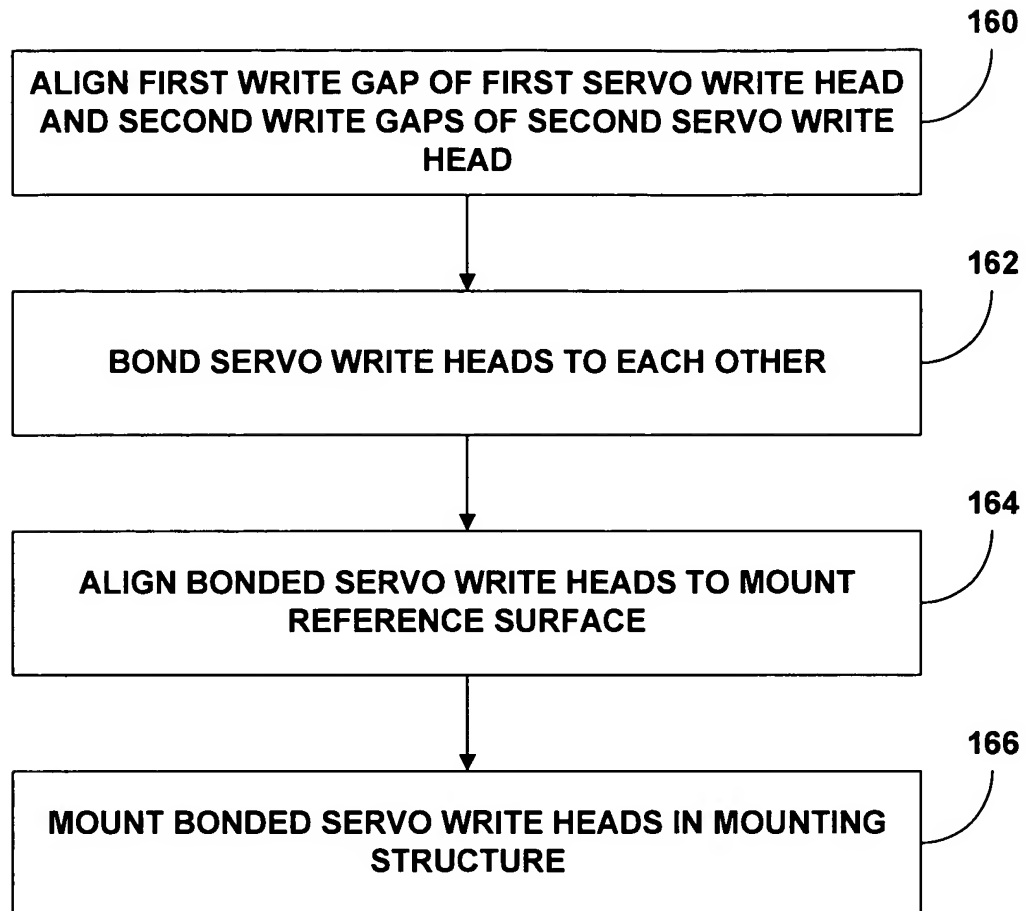 160
ALIGN FIRST WRITE GAP OF FIRST SERVO WRITE HEAD
AND SECOND WRITE GAPS OF SECOND SERVO WRITE
HEAD.
162
BOND SERVO WRITE HEADS TO EACH OTHER
164
ALIGN BONDED SERVO WRITE HEADS TO MOUNT
REFERENCE SURFACE
166
MOUNT BONDED SERVO WRITE HEADS IN MOUNTING
STRUCTURE